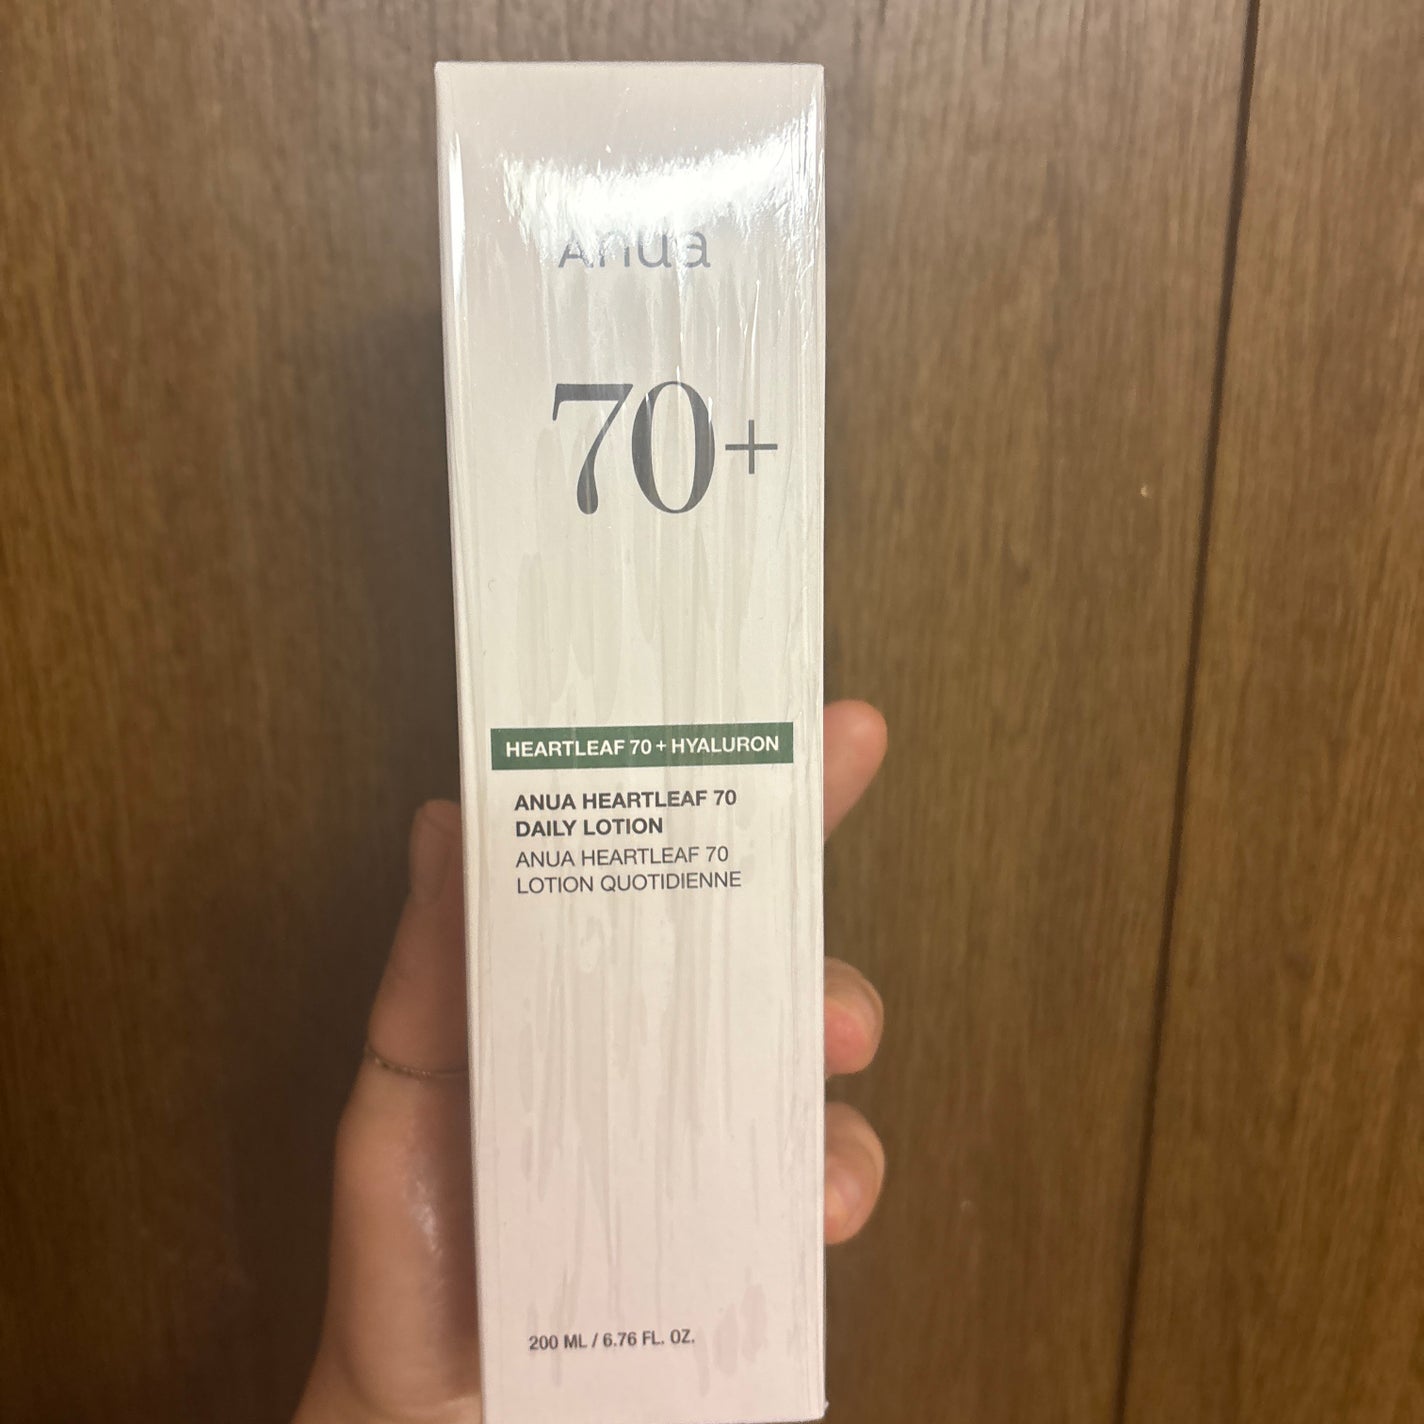 Anua
70+
HEARTLEAF 70 + HYALURON
ANUA HEARTLEAF 70
DAILY LOTION
ANUA HEARTLEAF 70
LOTION QUOTIDIENNE
200 ML / 6.76 FL. OZ.